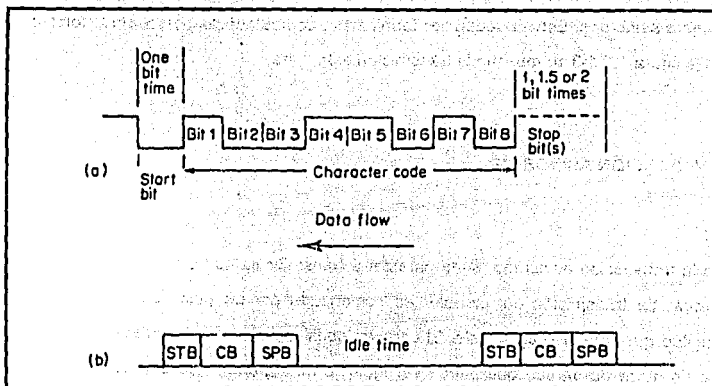 One
bit
time
1, 1.5 or 2
bit times
Bit 1 Bit 2 Bit 3 Bit 4 Bit 5 Bit 6 Bit 7 Bit 8 Stop
bit(s)
(a) Start
bit
Character code
Data flow
Idle time
(b) STB CB SPB STB CB SPB